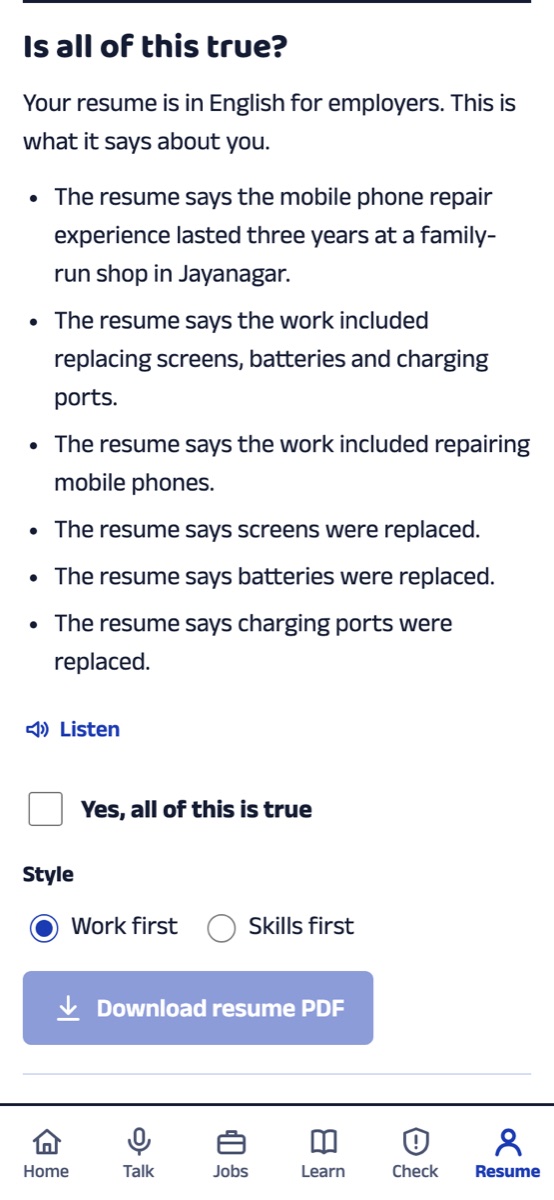 Is all of this true?
Your resume is in English for employers. This is
what it says about you.
• The resume says the mobile phone repair
experience lasted three years at a family-
run shop in Jayanagar.
• The resume says the work included
replacing screens, batteries and charging
ports.
• The resume says the work included repairing
mobile phones.
• The resume says screens were replaced.
• The resume says batteries were replaced.
• The resume says charging ports were
replaced.
Listen
Yes, all of this is true
Style
Work first Skills first
Download resume PDF
Home Talk Jobs Learn Check Resume